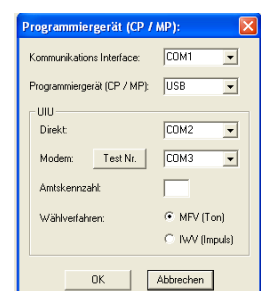 Programmiergerät (CP / MP):
Kommunikations Interface: COM1
Programmiergerät (CP / MP): USB
UIU
Direkt: COM2
Modem: Test Nr. COM3
Amtskennzahl:
Wählverfahren: MFV (Ton)
IWV (Impuls)
OK Abbrechen